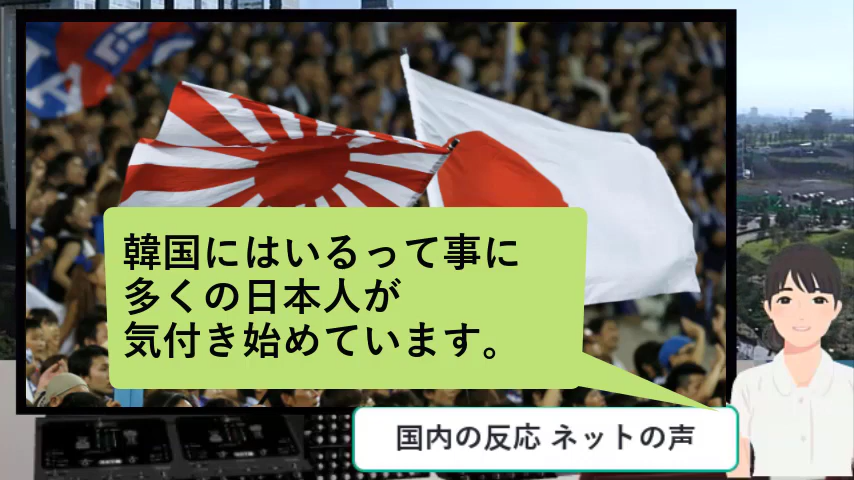 韓国にはいるって事に
多くの日本人が
気付き始めています。
国内の反応 ネットの声